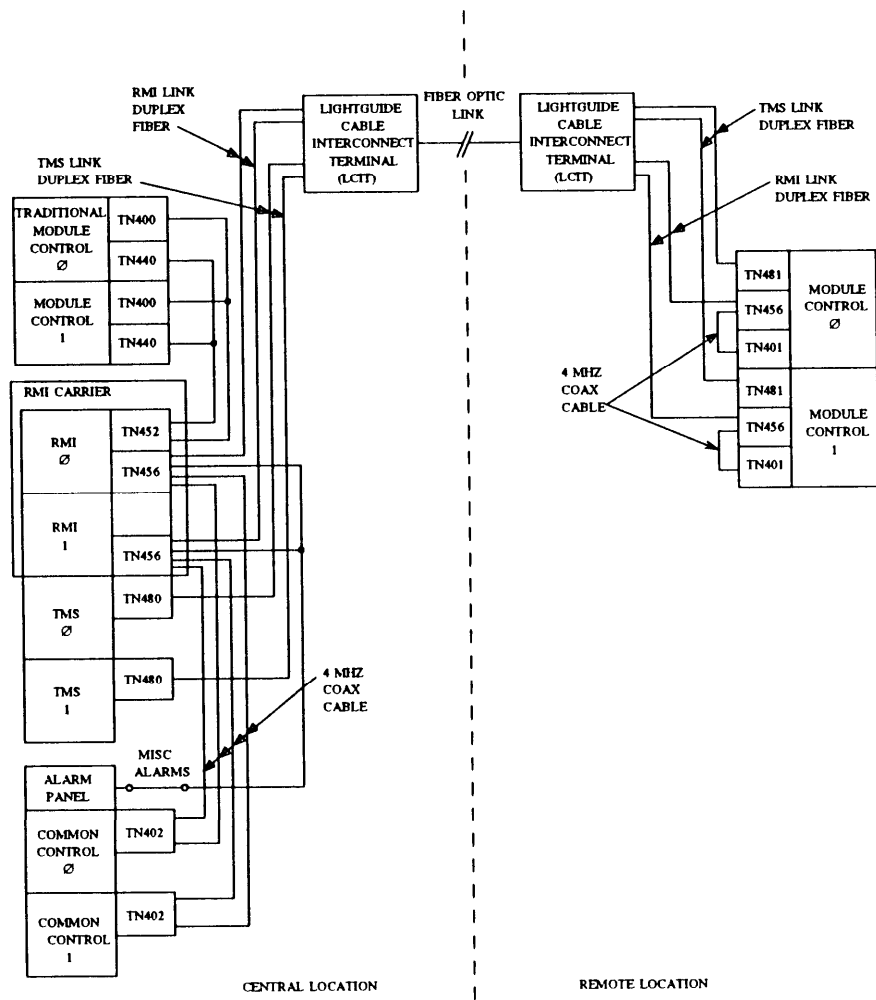 RMI LINK
DUPLEX
FIBER
TMS LINK
DUPLEX FIBER
LIGHTGUIDE
CABLE
INTERCONNECT
TERMINAL
(LCIT)
FIBER OPTIC
LINK
LIGHTGUIDE
CABLE
INTERCONNECT
TERMINAL
(LCIT)
TMS LINK
DUPLEX FIBER
RMI LINK
DUPLEX FIBER
TRADITIONAL
MODULE
CONTROL
Ø
TN400
TN440
MODULE
CONTROL
1
TN400
TN440
RMI CARRIER
RMI
Ø
TN452
TN456
RMI
1
TN456
TMS
Ø
TN480
TMS
1
TN480
4 MHZ
COAX
CABLE
MISC
ALARMS
ALARM
PANEL
COMMON
CONTROL
Ø
TN402
COMMON
CONTROL
1
TN402
TN481
TN456
TN401
MODULE
CONTROL
Ø
TN481
TN456
TN401
MODULE
CONTROL
1
4 MHZ
COAX
CABLE
CENTRAL LOCATION
REMOTE LOCATION